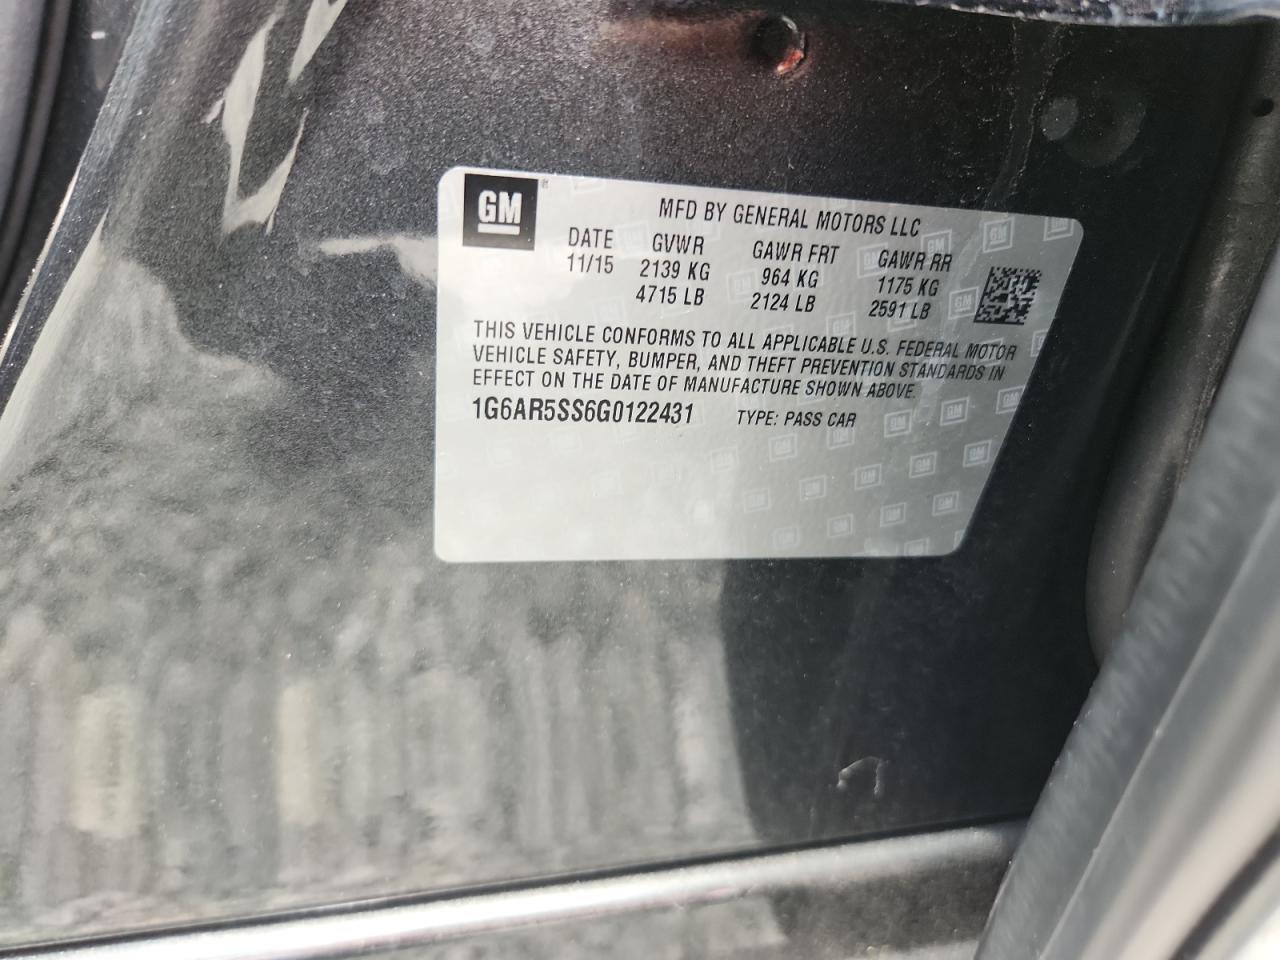 GM
MFD BY GENERAL MOTORS LLC
DATE GVWR GAWR FRT GAWR RR
11/15 2139 KG 964 KG 1175 KG
4715 LB 2124 LB 2591 LB
THIS VEHICLE CONFORMS TO ALL APPLICABLE U.S. FEDERAL MOTOR
VEHICLE SAFETY, BUMPER, AND THEFT PREVENTION STANDARDS IN
EFFECT ON THE DATE OF MANUFACTURE SHOWN ABOVE.
1G6AR5SS6G0122431 TYPE: PASS CAR